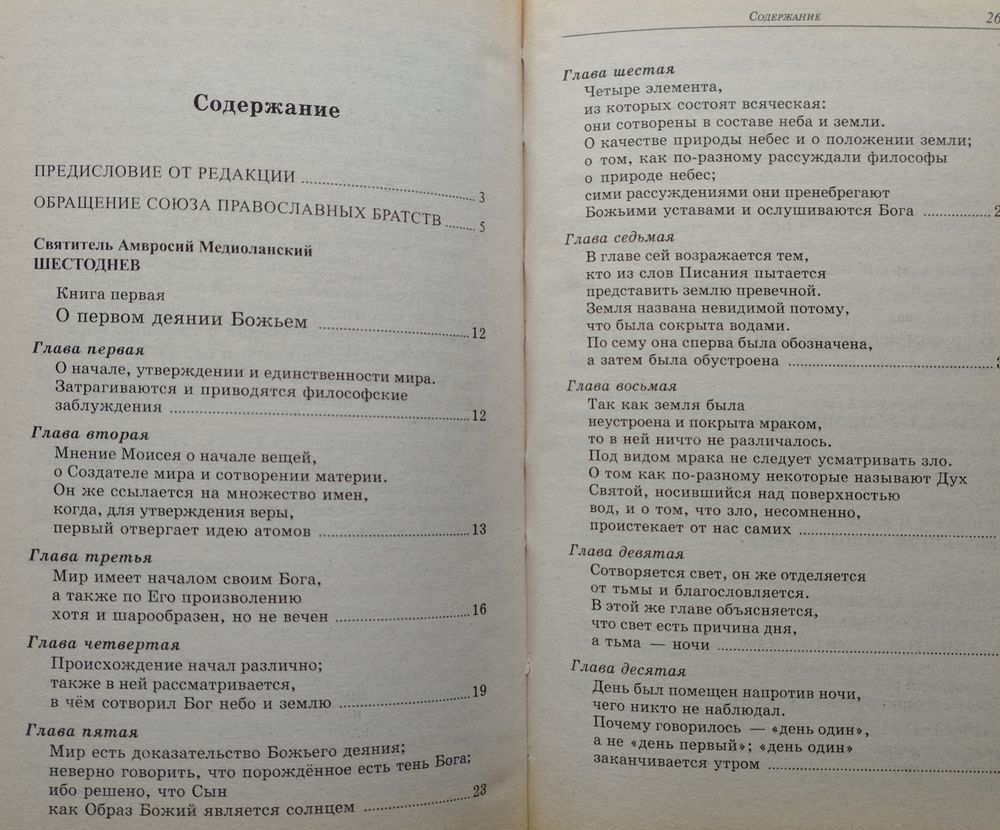 Содержание
ПРЕДИСЛОВИЕ ОТ РЕДАКЦИИ 3
ОБРАЩЕНИЕ СОЮЗА ПРАВОСЛАВНЫХ БРАТСТВ 5
Святитель Амвросий Медиоланский
ШЕСТОДНЕВ
Книга первая
О первом деянии Божьем 12
Глава первая
О начале, утверждении и единственности мира.
Затрагиваются и приводятся философские
заблуждения 12
Глава вторая
Мнение Моисея о начале вещей,
о Создателе мира и сотворении материи.
Он же ссылается на множество имен,
когда, для утверждения веры,
первый отвергает идею атомов 13
Глава третья
Мир имеет началом своим Бога,
а также по Его произволению
хотя и шарообразен, но не вечен 16
Глава четвертая
Происхождение начал различно;
также в ней рассматривается,
в чём сотворил Бог небо и землю 19
Глава пятая
Мир есть доказательство Божьего деяния;
неверно говорить, что порождённое есть тень Бога;
ибо решено, что Сын
как Образ Божий является солнцем 23
Содержание 26
Глава шестая
Четыре элемента,
из которых состоят всяческая:
они сотворены в составе неба и земли.
О качестве природы небес и о положении земли;
о том, как по-разному рассуждали философы
о природе небес;
сими рассуждениями они пренебрегают
Божьими уставами и ослушиваются Бога 2
Глава седьмая
В главе сей возражается тем,
кто из слов Писания пытается
представить землю превечной.
Земля названа невидимой потому,
что была сокрыта водами.
По сему она сперва была обозначена,
а затем была обустроена
Глава восьмая
Так как земля была
неустроена и покрыта мраком,
то в ней ничто не различалось.
Под видом мрака не следует усматривать зло.
О том как по-разному некоторые называют Дух
Святой, носившийся над поверхностью
вод, и о том, что зло, несомненно,
проистекает от нас самих
Глава девятая
Сотворяется свет, он же отделяется
от тьмы и благословляется.
В этой же главе объясняется,
что свет есть причина дня,
а тьма — ночи
Глава десятая
День был помещен напротив ночи,
чего никто не наблюдал.
Почему говорилось — «день один»,
а не «день первый»; «день один»
заканчивается утром